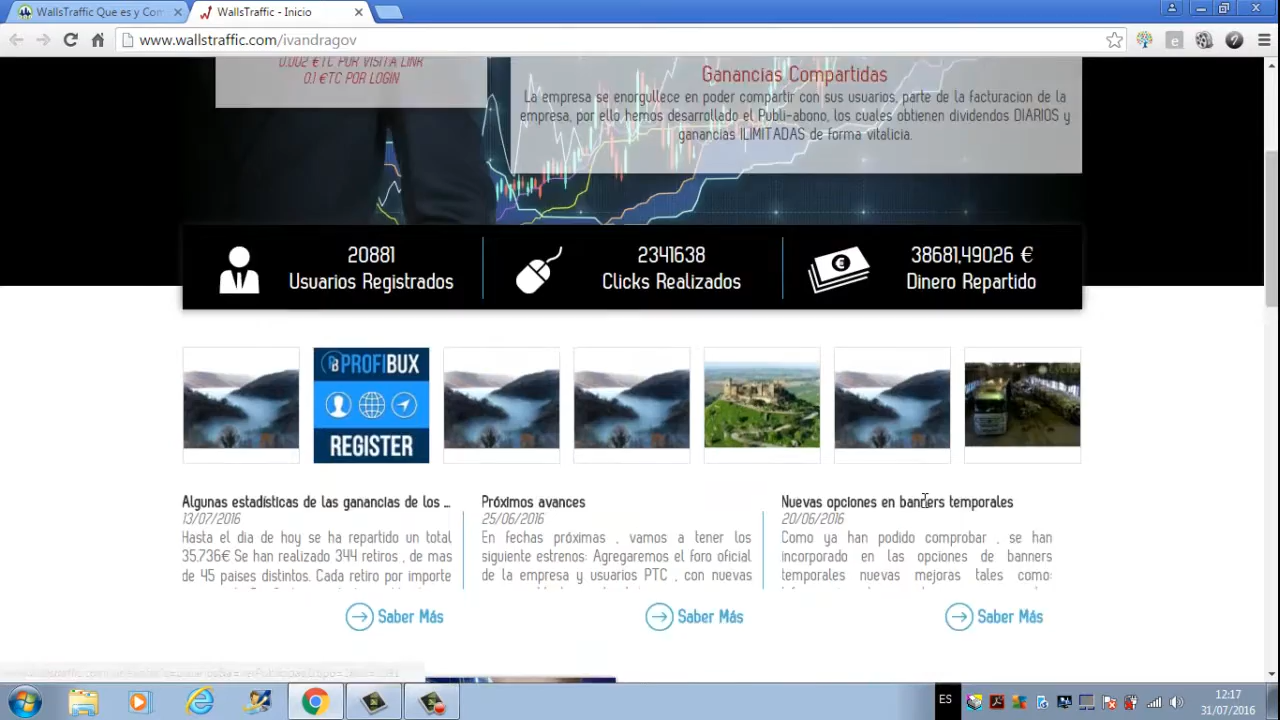 WallsTraffic Que es y Com
WallsTraffic - Inicio
www.wallstraffic.com/ivandragov
0.002 €TC POR VISITA LINK
0.1 €TC POR LOGIN
Ganancias Compartidas
La empresa se enorgullece en poder compartir con sus usuarios, parte de la facturacion de la
empresa, por ello hemos desarrollado el Publi-abono, los cuales obtienen dividendos DIARIOS y
ganancias ILIMITADAS de forma vitalicia.
20881
Usuarios Registrados
2341638
Clicks Realizados
38681,49026 €
Dinero Repartido
PROFIBUX
REGISTER
Algunas estadísticas de las ganancias de los ...
13/07/2016
Hasta el dia de hoy se ha repartido un total
35.736€ Se han realizado 344 retiros , de mas
de 45 paises distintos. Cada retiro por importe
Saber Más
Próximos avances
25/06/2016
En fechas próximas , vamos a tener los
siguiente estrenos: Agregaremos el foro oficial
de la empresa y usuarios PTC , con nuevas
Saber Más
Nuevas opciones en banners temporales
20/06/2016
Como ya han podido comprobar , se han
incorporado en las opciones de banners
temporales nuevas mejoras tales como:
Saber Más
ES
12:17
31/07/2016